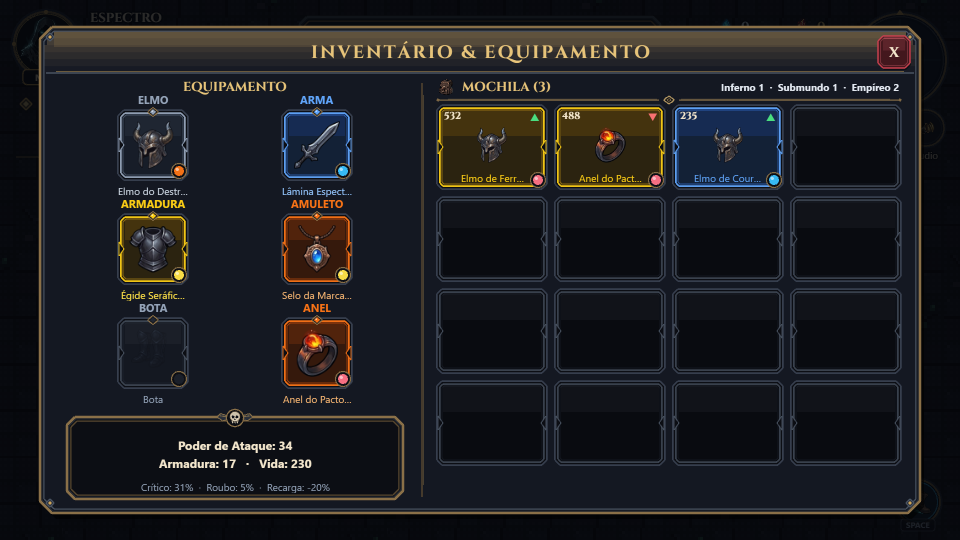 ESPECTRO
INVENTÁRIO & EQUIPAMENTO
X
EQUIPAMENTO
ELMO
ARMA
Elmo do Destr...
Lâmina Espect...
ARMADURA
AMULETO
Égide Seráfic...
Selo da Marca...
BOTA
ANEL
Bota
Anel do Pacto...
Poder de Ataque: 34
Armadura: 17 · Vida: 230
Crítico: 31% · Roubo: 5% · Recarga: -20%
MOCHILA (3)
Inferno 1 · Submundo 1 · Empíreo 2
532
Elmo de Ferr...
488
Anel do Pact...
235
Elmo de Cour...
SPACE